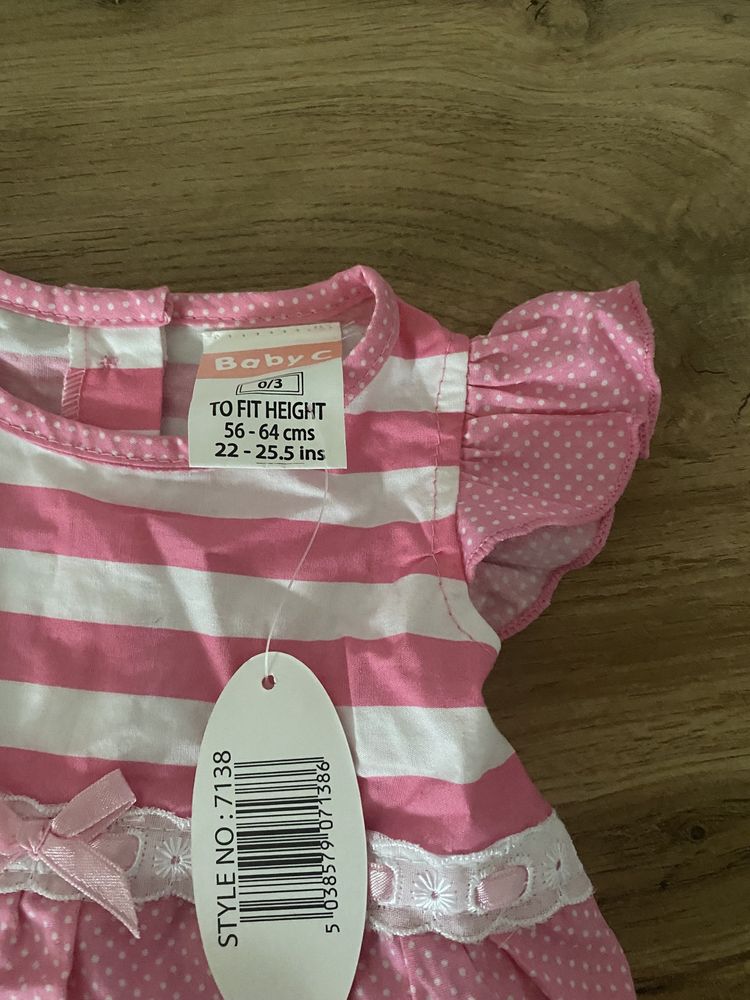 Baby C
0/3
TO FIT HEIGHT
56 - 64 cms
22 - 25.5 ins
STYLE NO : 7138
5 038579 071386